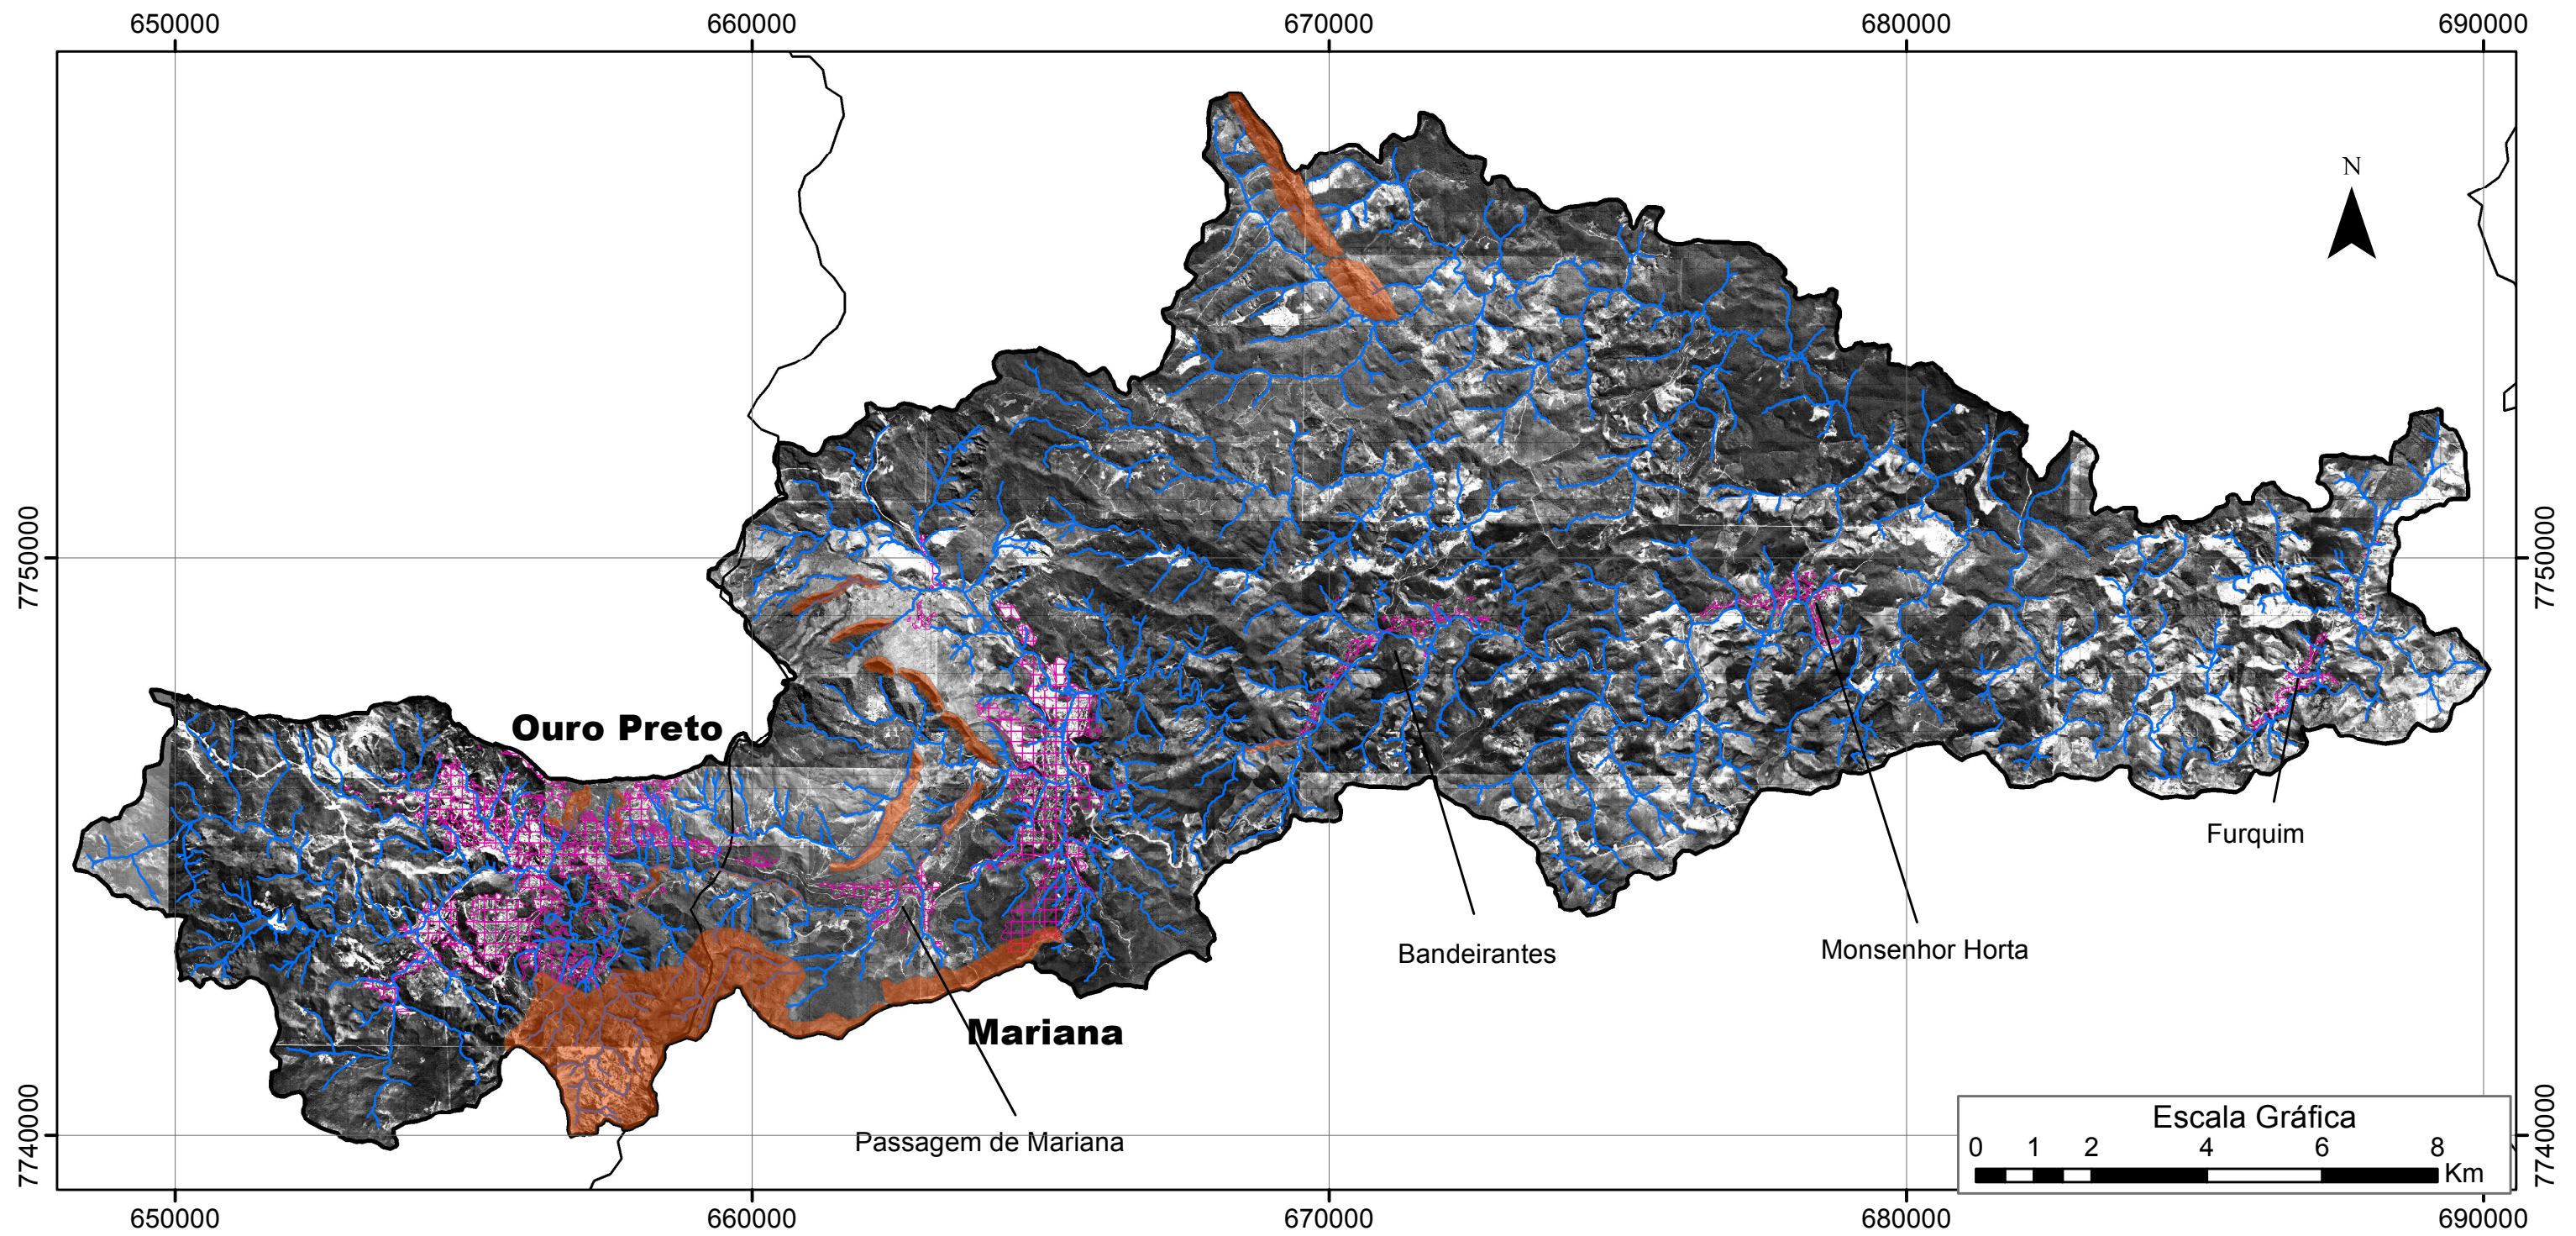 650000 660000 670000 680000 690000
N
7750000 7750000
Ouro Preto
Furquim
Bandeirantes
Monsenhor Horta
Mariana
Passagem de Mariana
7740000 7740000
Escala Gráfica
0 1 2 4 6 8
Km
650000 660000 670000 680000 690000